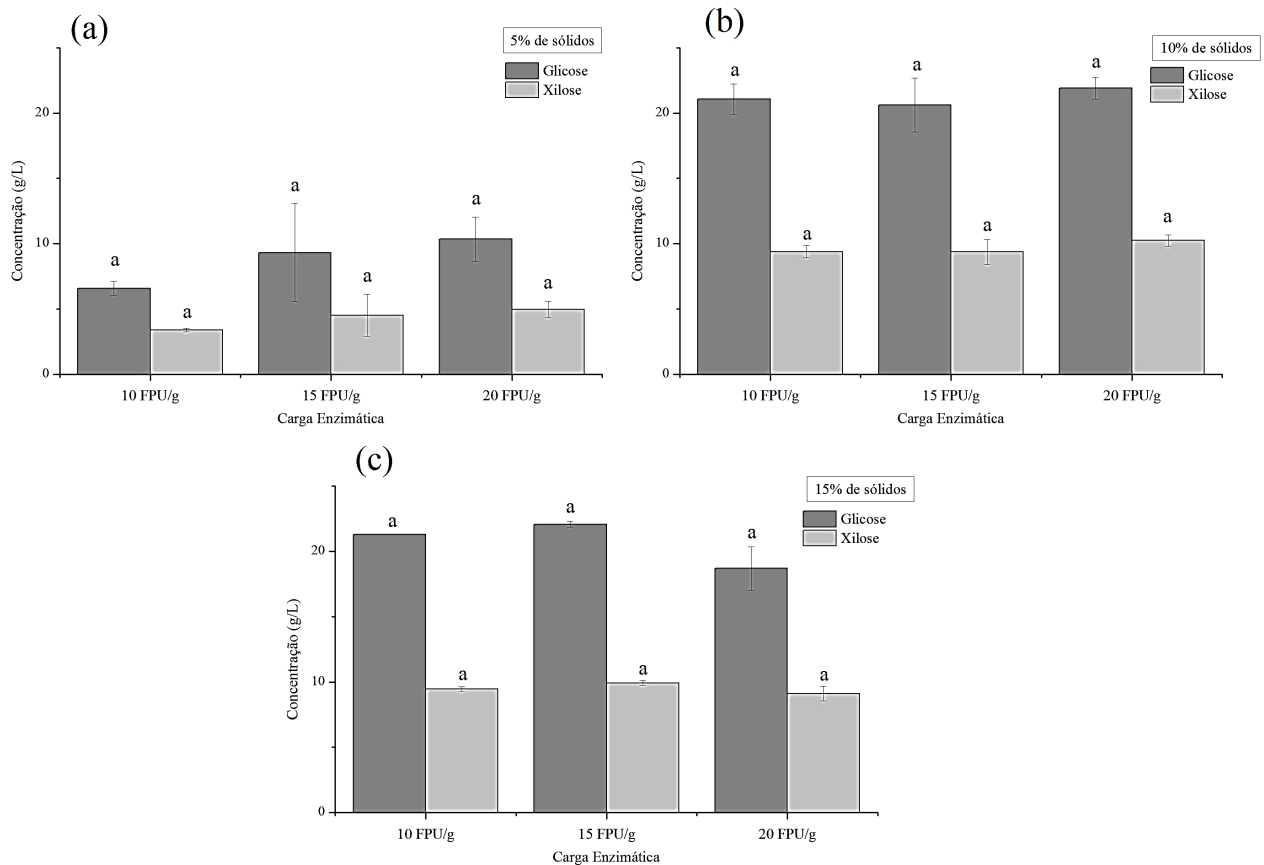 (a)
5% de sólidos
Glicose
Xilose
Concentração (g/L)
20
10
0
a
a
a
a
a
a
10 FPU/g
15 FPU/g
20 FPU/g
Carga Enzimática
(b)
10% de sólidos
Glicose
Xilose
Concentração (g/L)
20
10
0
a
a
a
a
a
a
10 FPU/g
15 FPU/g
20 FPU/g
Carga Enzimática
(c)
15% de sólidos
Glicose
Xilose
Concentração (g/L)
20
10
0
a
a
a
a
a
a
10 FPU/g
15 FPU/g
20 FPU/g
Carga Enzimática